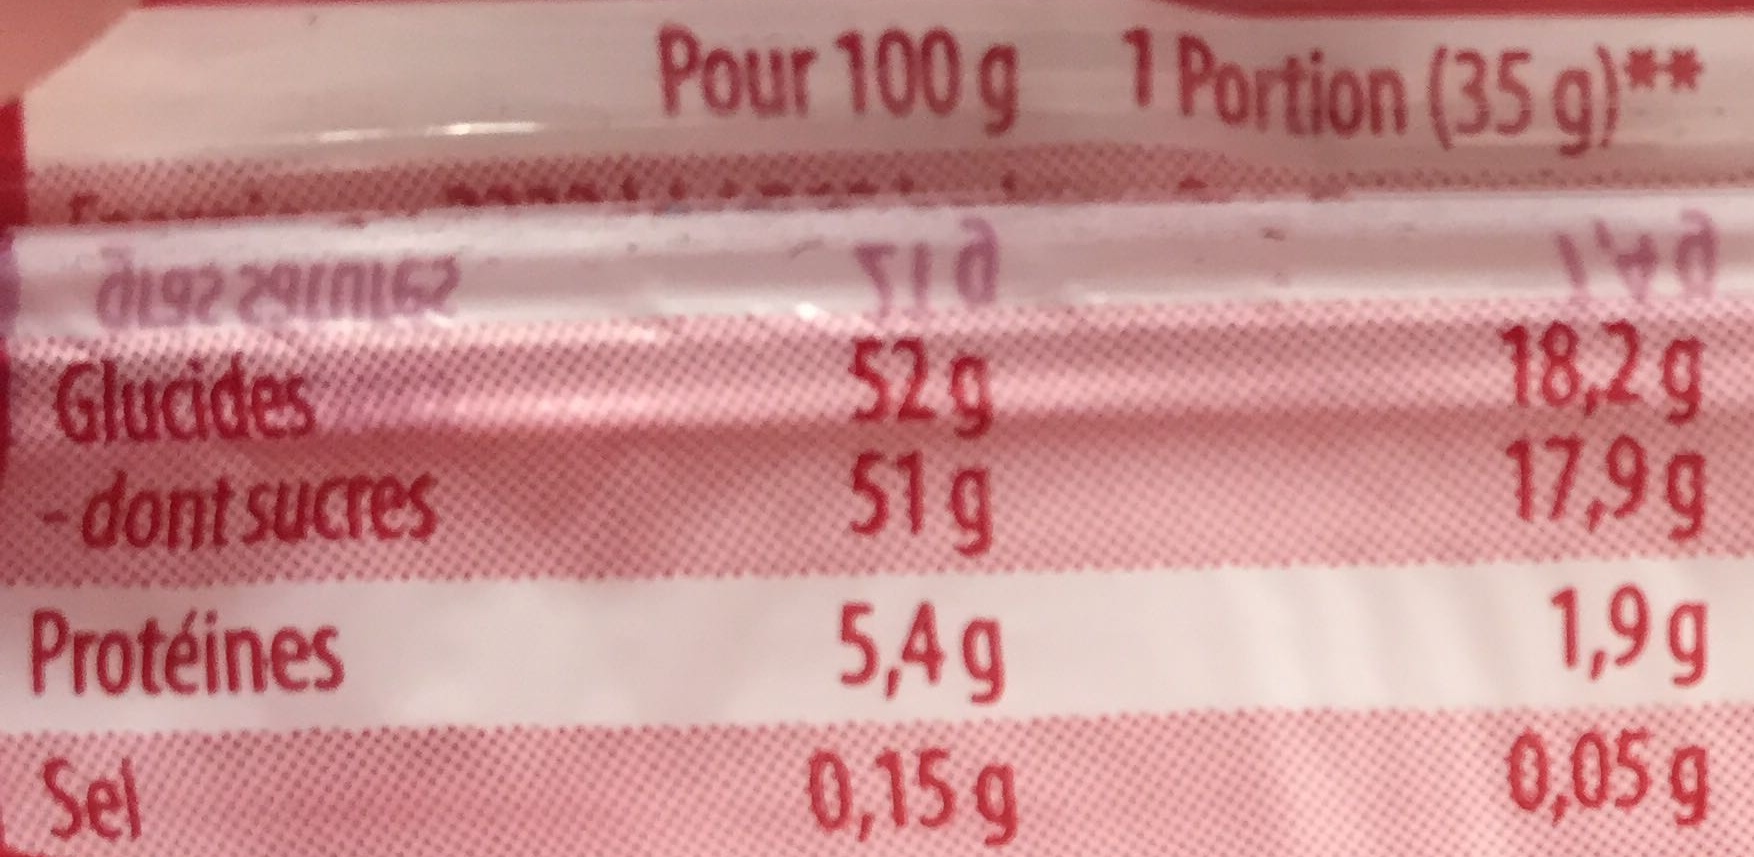 Pour 100 g 1 Portion (35 g)**
Glucides 52 g 18,2 g
- dont sucres 51 g 17,9 g
Protéines 5,4 g 1,9 g
Sel 0,15 g 0,05 g